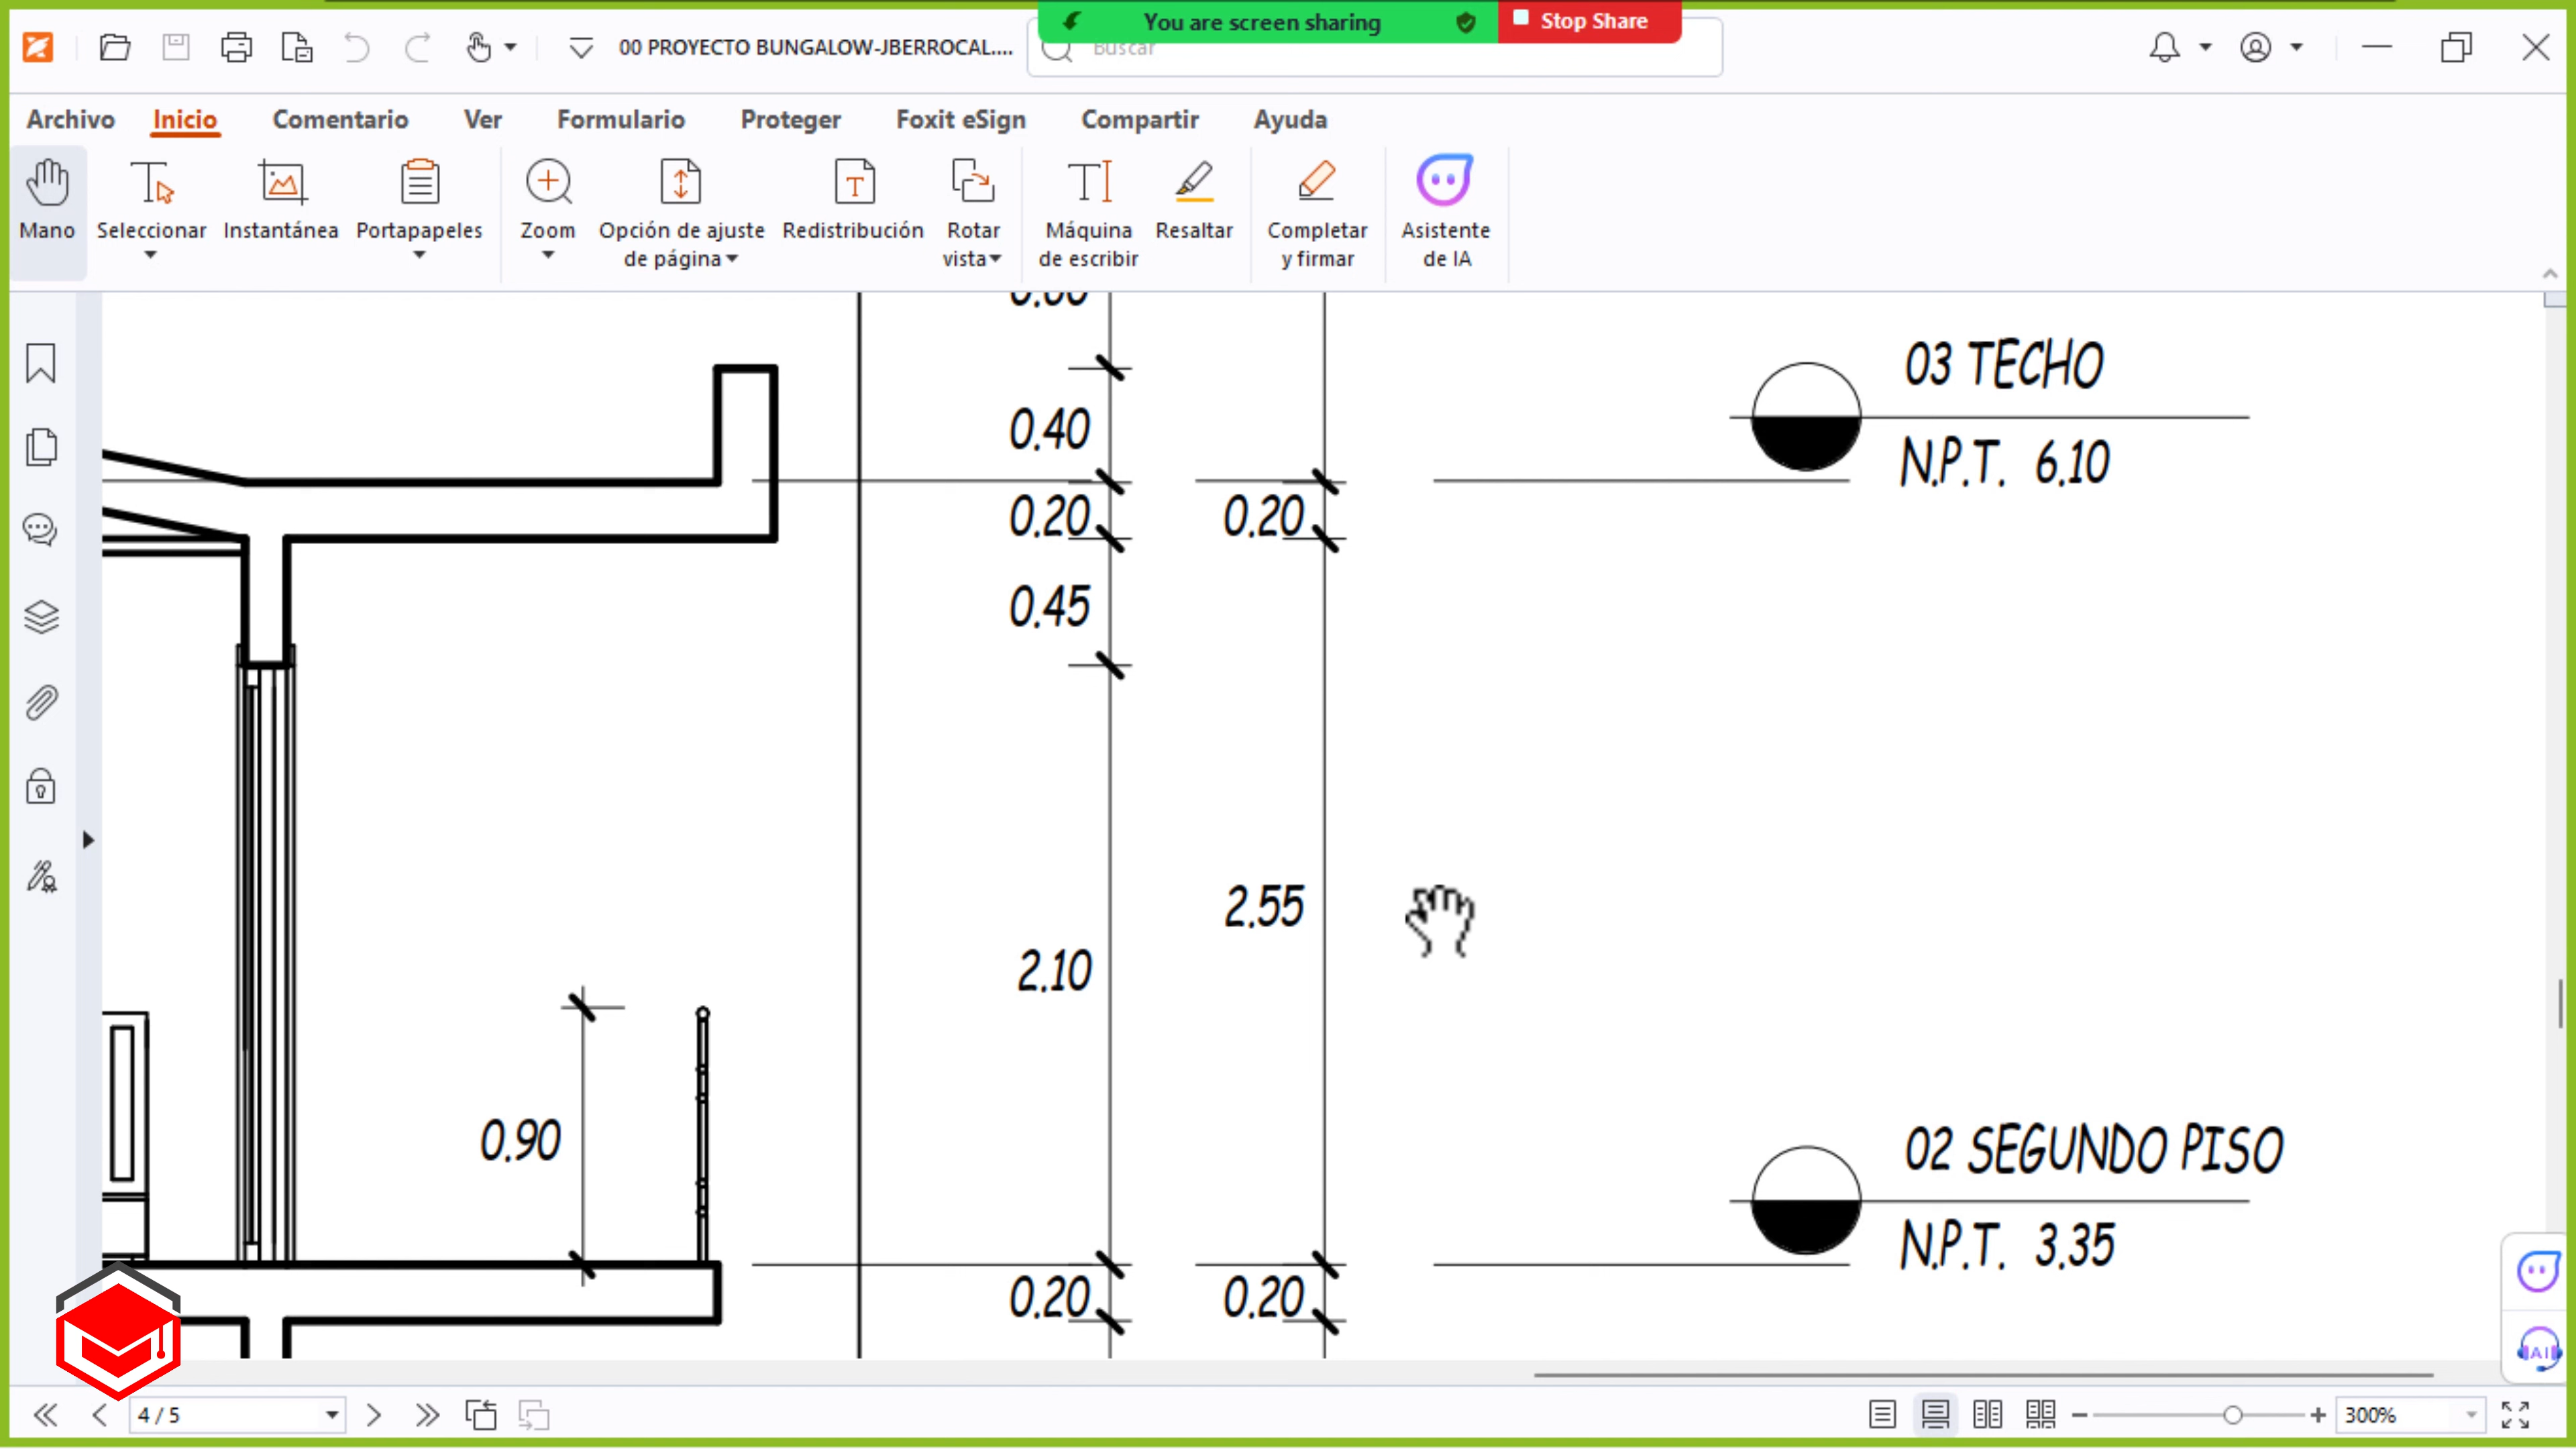 You are screen sharing
Stop Share
00 PROYECTO BUNGALOW-JBERROCAL....
Buscar
Archivo Inicio Comentario Ver Formulario Proteger Foxit eSign Compartir Ayuda
Mano Seleccionar Instantánea Portapapeles Zoom Opción de ajuste de página Redistribución Rotar vista Máquina de escribir Resaltar Completar y firmar Asistente de IA
03 TECHO
0.40
N.P.T. 6.10
0.20 0.20
0.45
2.55
2.10
0.90
02 SEGUNDO PISO
N.P.T. 3.35
0.20 0.20
AI
4 / 5
300%